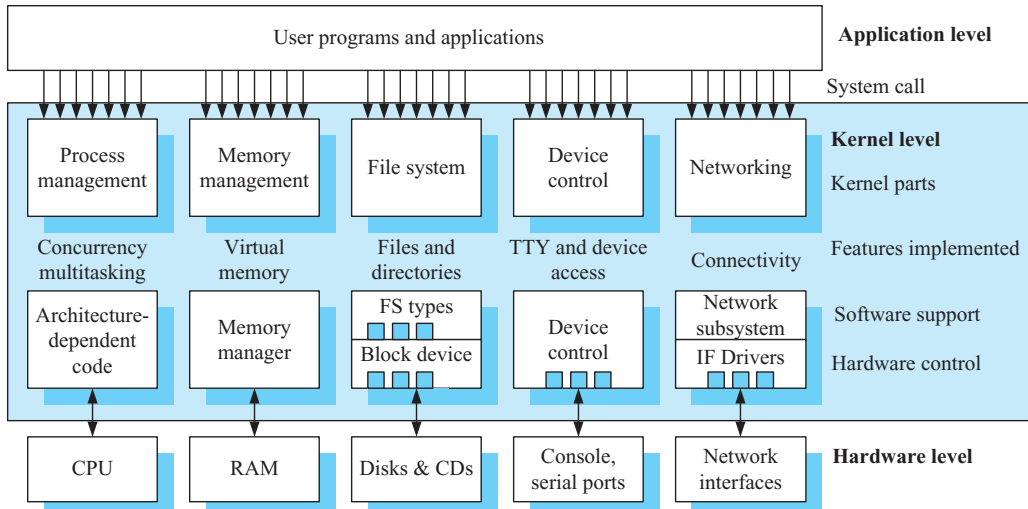 User programs and applications
Application level
System call
Kernel level
Process
management
Memory
management
File system
Device
control
Networking
Kernel parts
Concurrency
multitasking
Virtual
memory
Files and
directories
TTY and device
access
Connectivity
Features implemented
Architecture-
dependent
code
Memory
manager
FS types
Block device
Device
control
Network
subsystem
IF Drivers
Software support
Hardware control
CPU
RAM
Disks & CDs
Console,
serial ports
Network
interfaces
Hardware level